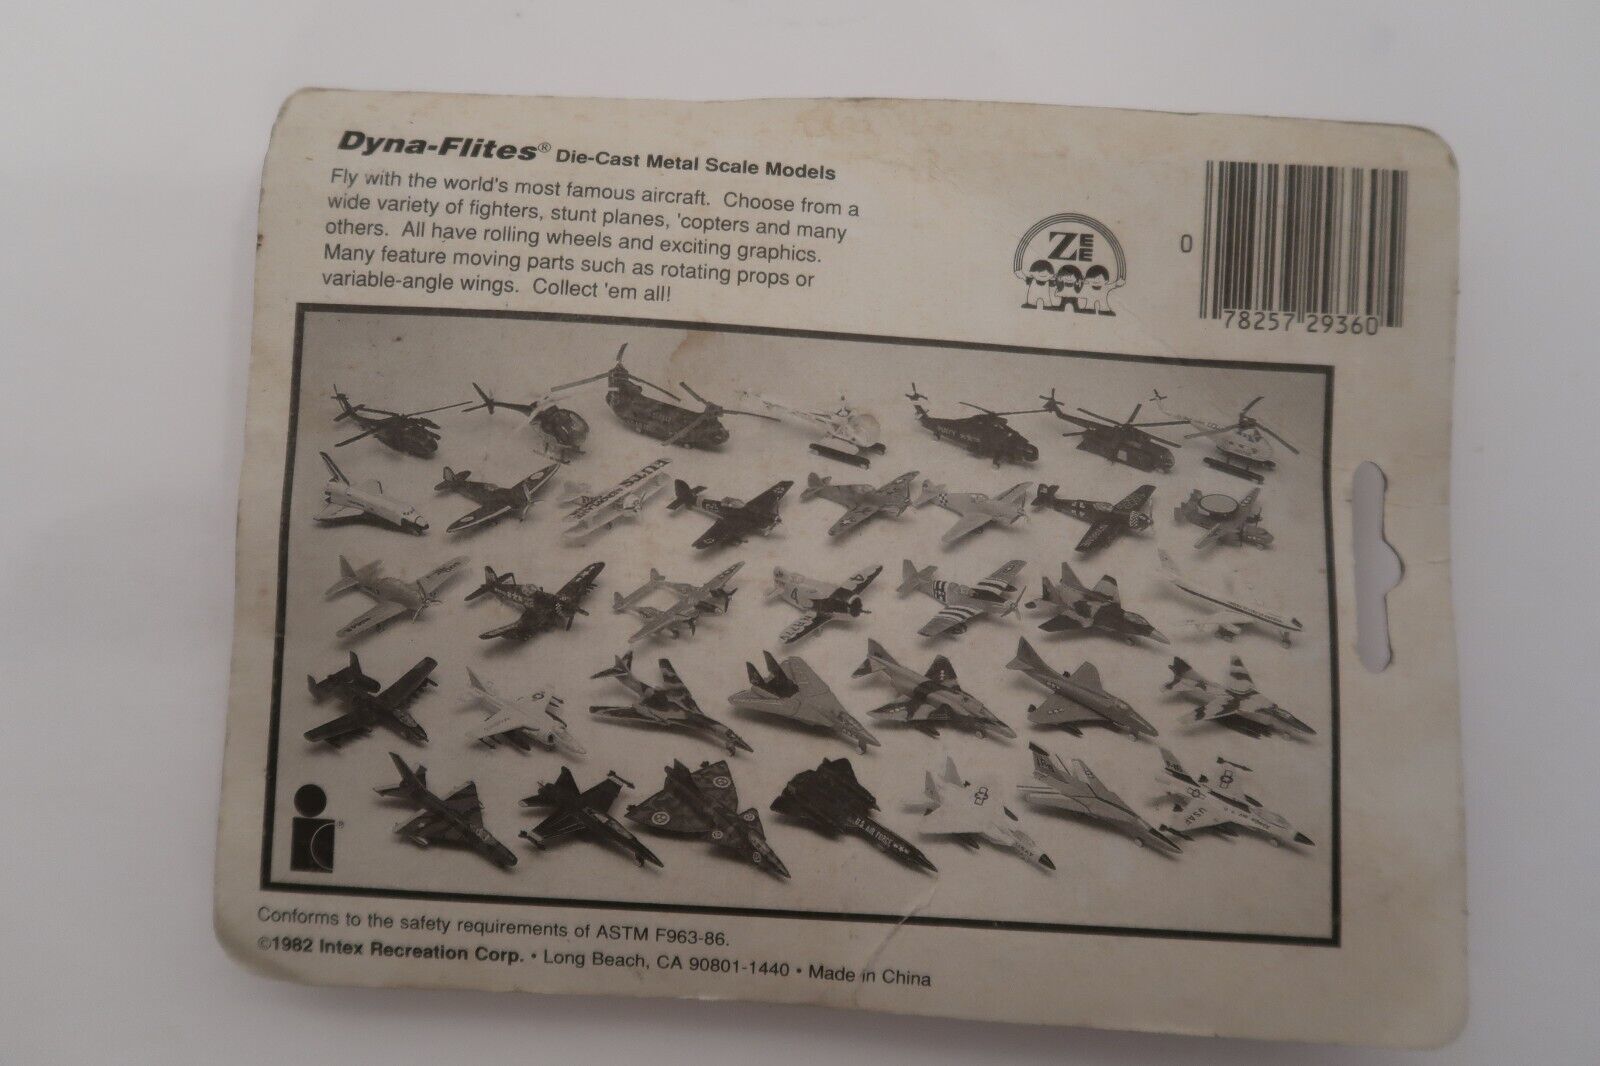 Dyna-Flites® Die-Cast Metal Scale Models
Fly with the world's most famous aircraft. Choose from a
wide variety of fighters, stunt planes, 'copters and many
others. All have rolling wheels and exciting graphics.
Many feature moving parts such as rotating props or
variable-angle wings. Collect 'em all!
ZEE
0
78257 29360
U.S. AIR FORCE
USAF
®
Conforms to the safety requirements of ASTM F963-86.
©1982 Intex Recreation Corp. • Long Beach, CA 90801-1440 • Made in China